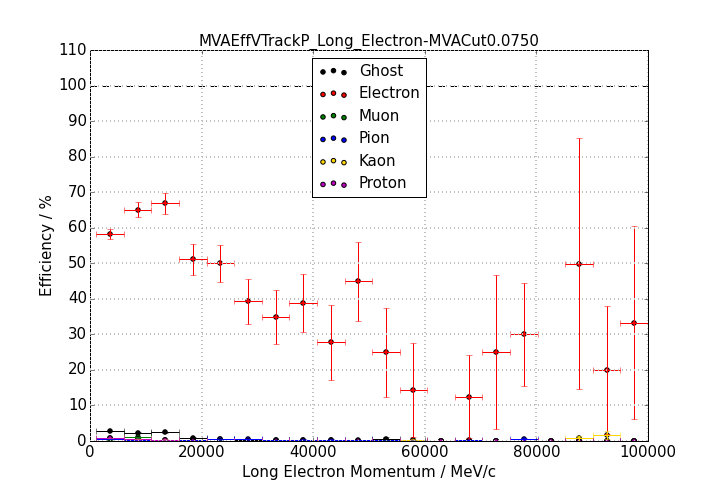 MVAEffVTrackP_Long_Electron-MVACut0.0750
Efficiency / %
110
100
90
80
70
60
50
40
30
20
10
0
Ghost
Electron
Muon
Pion
Kaon
Proton
0 20000 40000 60000 80000 100000
Long Electron Momentum / MeV/c